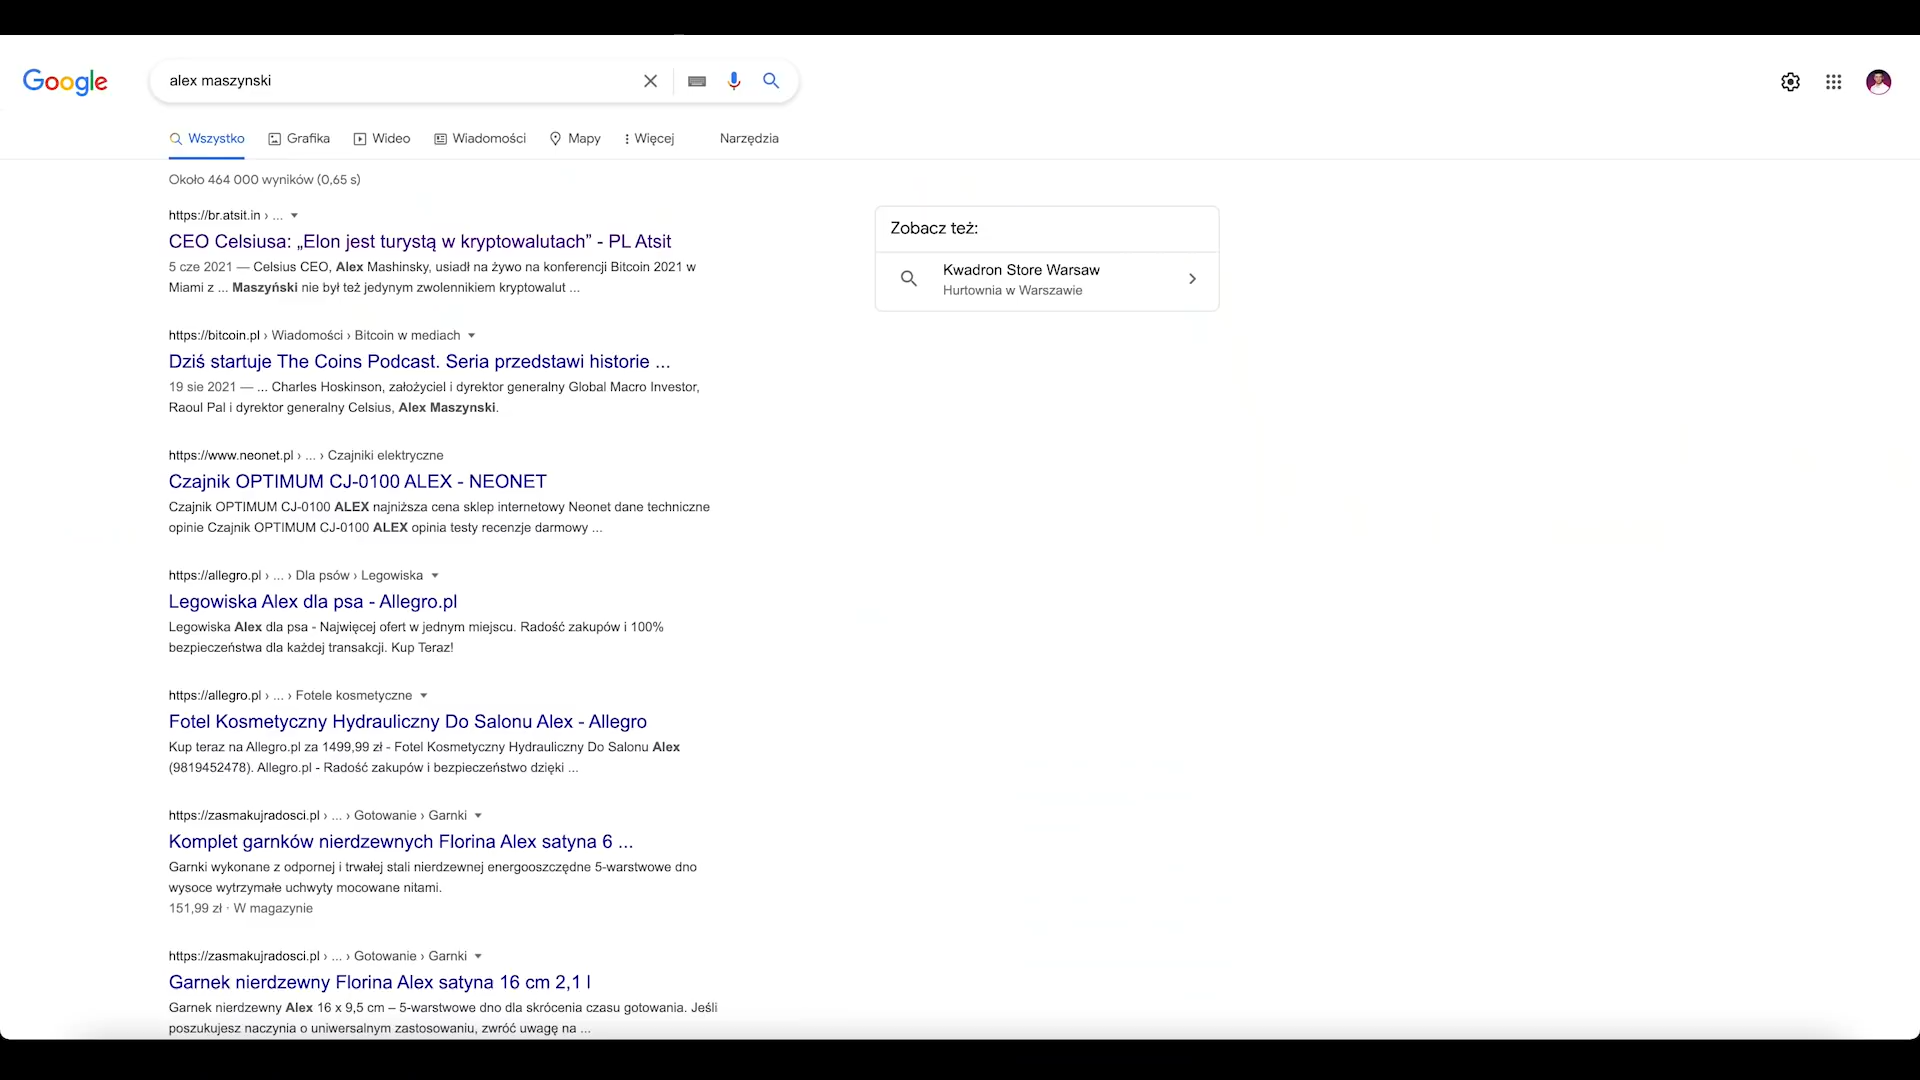 Google
alex maszynski
Wszystko Grafika Wideo Wiadomości Mapy Więcej Narzędzia
Około 464 000 wyników (0,65 s)
https://br.atsit.in › ...
CEO Celsiusa: „Elon jest turystą w kryptowalutach” - PL Atsit
5 cze 2021 — Celsius CEO, Alex Mashinsky, usiadł na żywo na konferencji Bitcoin 2021 w
Miami z ... Maszyński nie był też jedynym zwolennikiem kryptowalut ...
https://bitcoin.pl › Wiadomości › Bitcoin w mediach
Dziś startuje The Coins Podcast. Seria przedstawi historie ...
19 sie 2021 — ... Charles Hoskinson, założyciel i dyrektor generalny Global Macro Investor,
Raoul Pal i dyrektor generalny Celsius, Alex Maszynski.
https://www.neonet.pl › ... › Czajniki elektryczne
Czajnik OPTIMUM CJ-0100 ALEX - NEONET
Czajnik OPTIMUM CJ-0100 ALEX najniższa cena sklep internetowy Neonet dane techniczne
opinie Czajnik OPTIMUM CJ-0100 ALEX opinia testy recenzje darmowy ...
https://allegro.pl › ... › Dla psów › Legowiska
Legowiska Alex dla psa - Allegro.pl
Legowiska Alex dla psa - Najwięcej ofert w jednym miejscu. Radość zakupów i 100%
bezpieczeństwa dla każdej transakcji. Kup Teraz!
https://allegro.pl › ... › Fotele kosmetyczne
Fotel Kosmetyczny Hydrauliczny Do Salonu Alex - Allegro
Kup teraz na Allegro.pl za 1499,99 zł - Fotel Kosmetyczny Hydrauliczny Do Salonu Alex
(9819452478). Allegro.pl - Radość zakupów i bezpieczeństwo dzięki ...
https://zasmakujradosci.pl › ... › Gotowanie › Garnki
Komplet garnków nierdzewnych Florina Alex satyna 6 ...
Garnki wykonane z odpornej i trwałej stali nierdzewnej energooszczędne 5-warstwowe dno
wysoce wytrzymałe uchwyty mocowane nitami.
151,99 zł · W magazynie
https://zasmakujradosci.pl › ... › Gotowanie › Garnki
Garnek nierdzewny Florina Alex satyna 16 cm 2,1 l
Garnek nierdzewny Alex 16 x 9,5 cm – 5-warstwowe dno dla skrócenia czasu gotowania. Jeśli
poszukujesz naczynia o uniwersalnym zastosowaniu, zwróć uwagę na ...
Zobacz też:
Kwadron Store Warsaw
Hurtownia w Warszawie